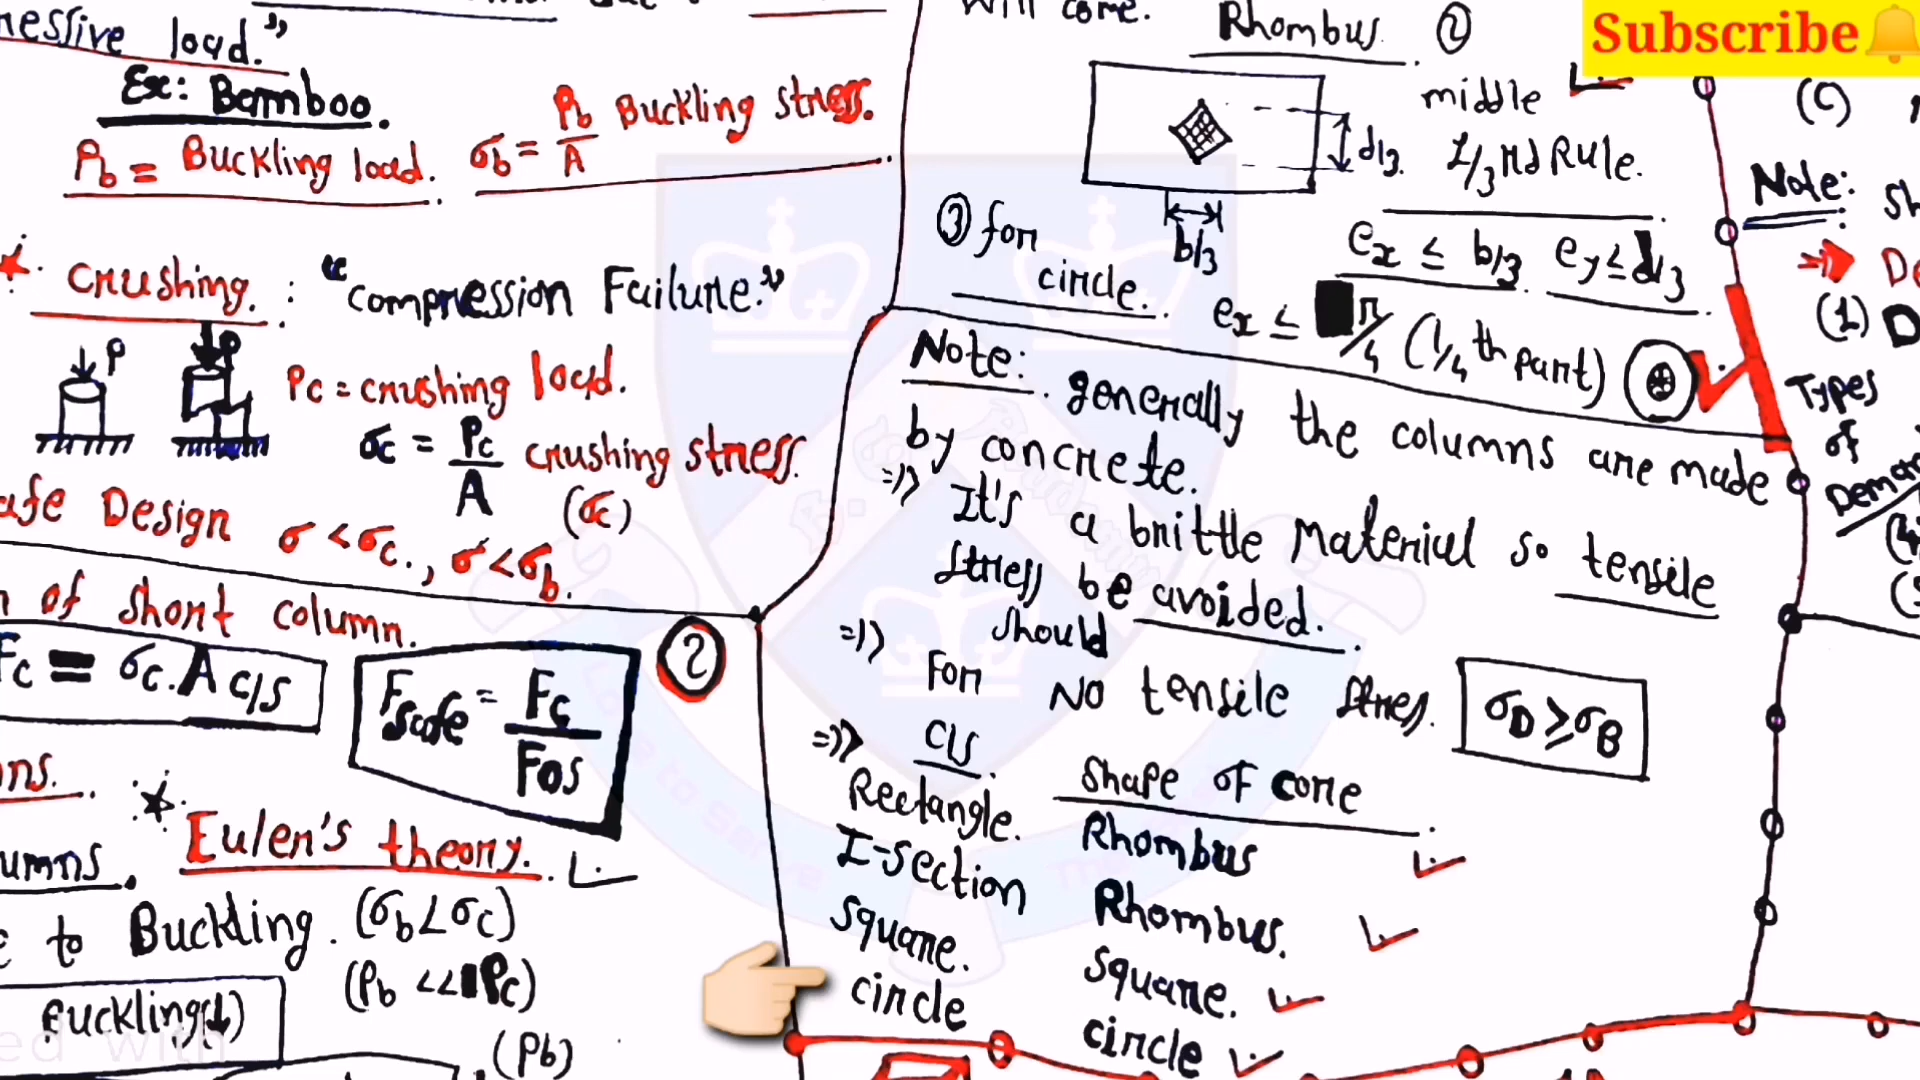 load."
Ex: Bamboo.
Pb = Buckling load. σb = Pb/A Buckling stress.
Crushing. : "compression Failure."
P
P
Pc = crushing load.
σc = Pc/A crushing stress.
(σc)
Design σ < σc., σ < σb.
of short column.
Fc = σc. A c/s
Fsafe = Fc/FOS
2
Euler's theory.
to Buckling. (σb < σc)
(Pb << Pc)
Buckling(↓)
(Pb)
will come.
Rhombus 2
middle
1/3rd Rule.
d/3.
b/3
ex ≤ b/3 ey ≤ d/3
3 for
circle.
ex ≤ π/4 (1/4th part)
Note: generally the columns are made
by concrete.
=>> It's a brittle Material so tensile
stress be avoided.
should
=>> For No tensile stress. σD ≥ σB
=>> C/S
shape of core
Rectangle.
Rhombus
I-section
Rhombus.
square.
square.
circle
circle
Subscribe
(C)
Note:
(1) D
Types
of